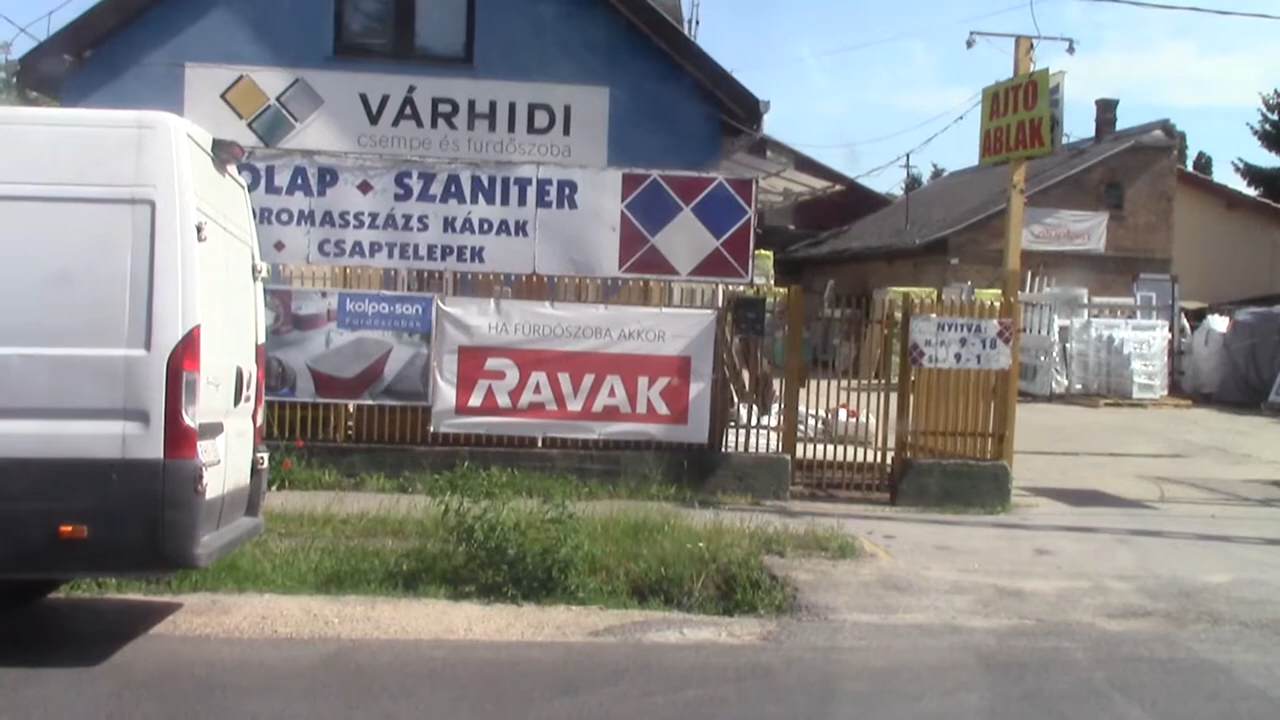 VÁRHIDI
csempe és fürdőszoba
OLAP ◆ SZANITER
DROMASSZÁZS KÁDAK
◆ CSAPTELEPEK
AJTÓ
ABLAK
kolpa-san
Fürdőszobák
HA FÜRDŐSZOBA AKKOR
RAVAK
NYITVA:
H.-P.: 9 - 18
9 - 1